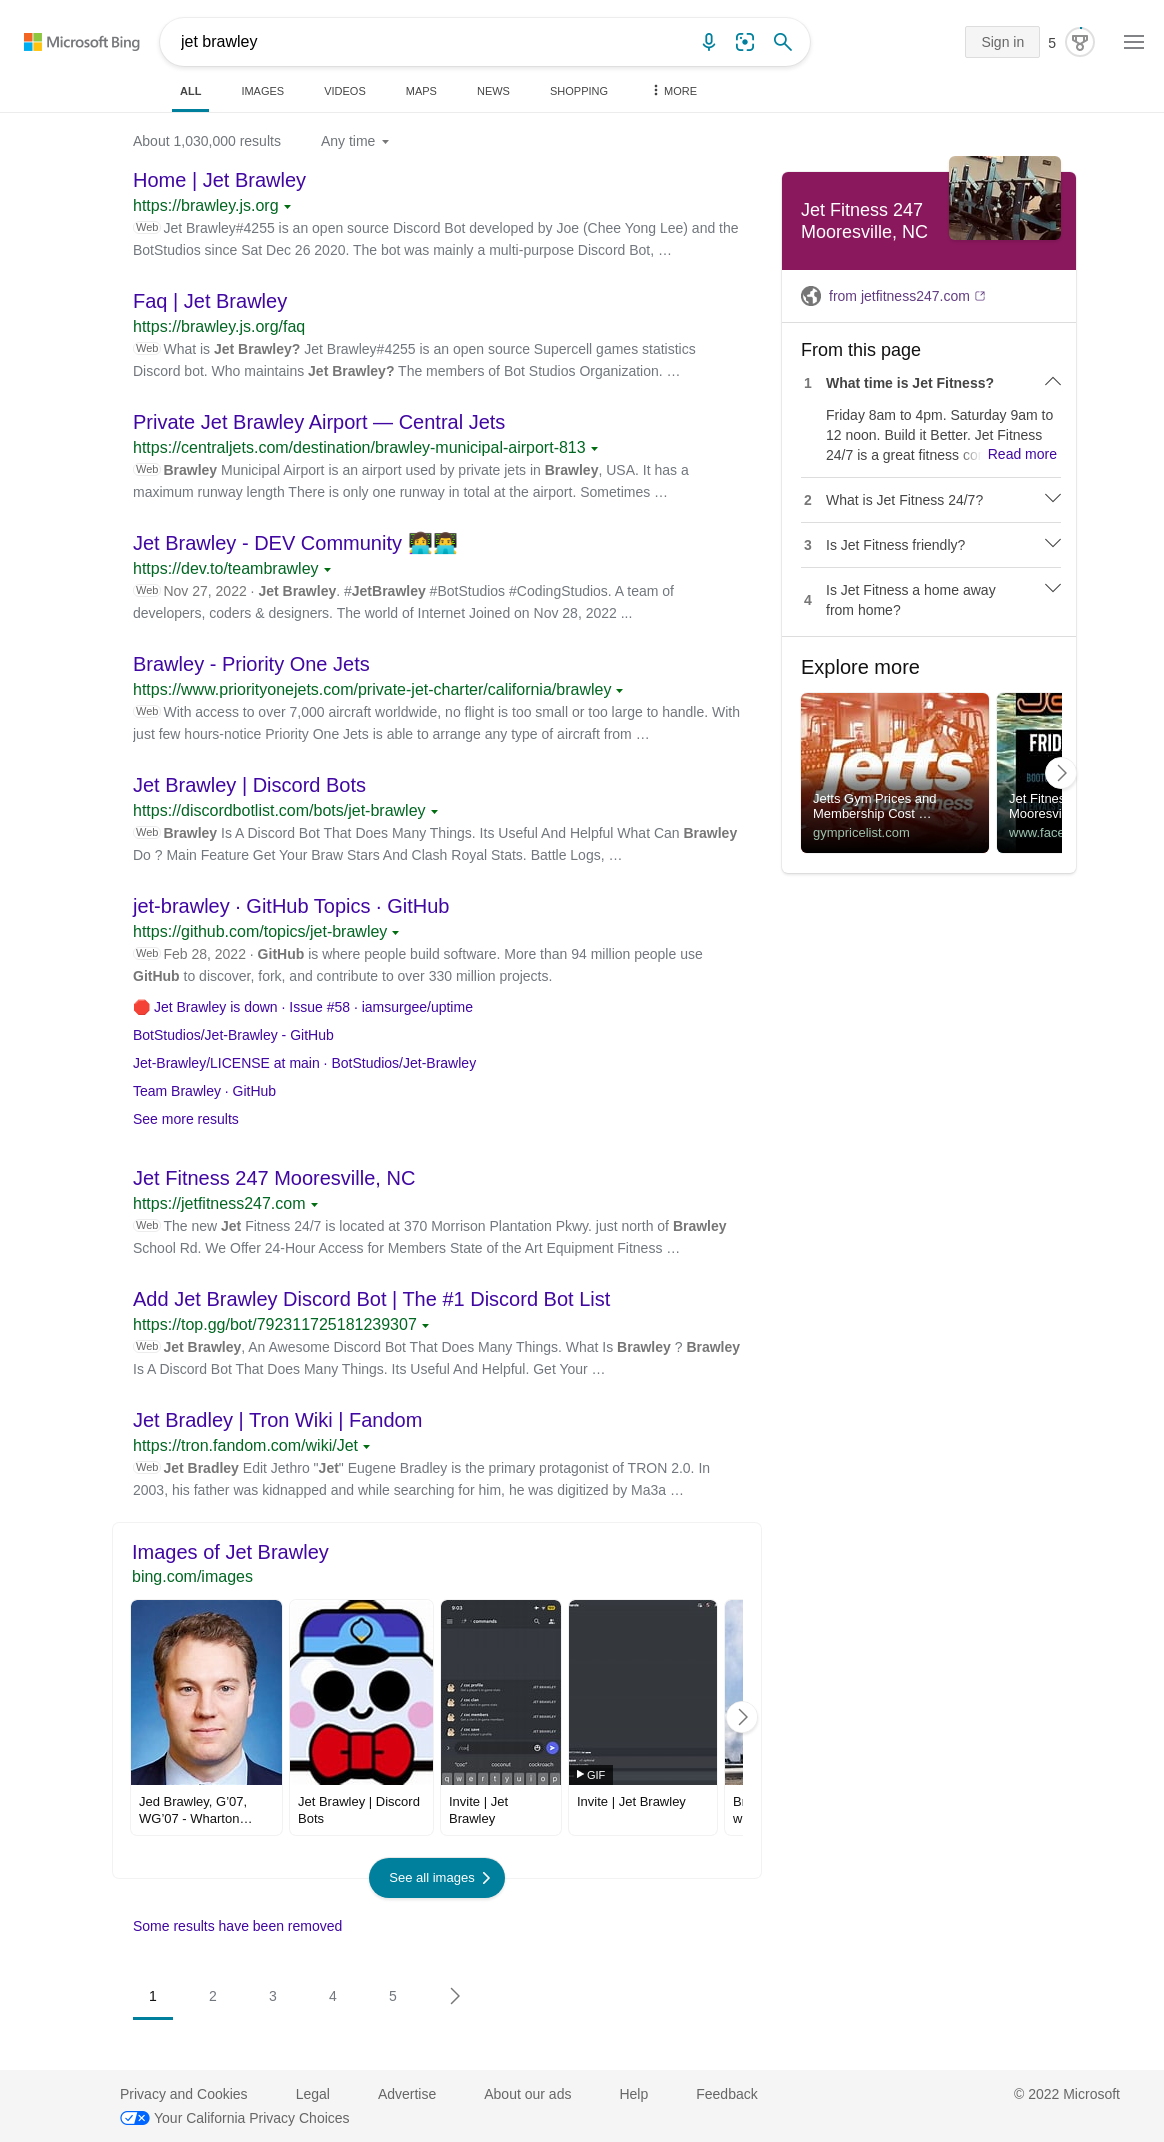 Microsoft Bing
jet brawley
Sign in
5
ALL
IMAGES
VIDEOS
MAPS
NEWS
SHOPPING
MORE
About 1,030,000 results
Any time
Home | Jet Brawley
https://brawley.js.org
Web Jet Brawley#4255 is an open source Discord Bot developed by Joe (Chee Yong Lee) and the
BotStudios since Sat Dec 26 2020. The bot was mainly a multi-purpose Discord Bot, …
Faq | Jet Brawley
https://brawley.js.org/faq
Web What is Jet Brawley? Jet Brawley#4255 is an open source Supercell games statistics
Discord bot. Who maintains Jet Brawley? The members of Bot Studios Organization. …
Private Jet Brawley Airport — Central Jets
https://centraljets.com/destination/brawley-municipal-airport-813
Web Brawley Municipal Airport is an airport used by private jets in Brawley, USA. It has a
maximum runway length There is only one runway in total at the airport. Sometimes …
Jet Brawley - DEV Community 👩‍💻👨‍💻
https://dev.to/teambrawley
Web Nov 27, 2022 · Jet Brawley. #JetBrawley #BotStudios #CodingStudios. A team of
developers, coders & designers. The world of Internet Joined on Nov 28, 2022 ...
Brawley - Priority One Jets
https://www.priorityonejets.com/private-jet-charter/california/brawley
Web With access to over 7,000 aircraft worldwide, no flight is too small or too large to handle. With
just few hours-notice Priority One Jets is able to arrange any type of aircraft from …
Jet Brawley | Discord Bots
https://discordbotlist.com/bots/jet-brawley
Web Brawley Is A Discord Bot That Does Many Things. Its Useful And Helpful What Can Brawley
Do ? Main Feature Get Your Braw Stars And Clash Royal Stats. Battle Logs, …
jet-brawley · GitHub Topics · GitHub
https://github.com/topics/jet-brawley
Web Feb 28, 2022 · GitHub is where people build software. More than 94 million people use
GitHub to discover, fork, and contribute to over 330 million projects.
🛑 Jet Brawley is down · Issue #58 · iamsurgee/uptime
BotStudios/Jet-Brawley - GitHub
Jet-Brawley/LICENSE at main · BotStudios/Jet-Brawley
Team Brawley · GitHub
See more results
Jet Fitness 247 Mooresville, NC
https://jetfitness247.com
Web The new Jet Fitness 24/7 is located at 370 Morrison Plantation Pkwy. just north of Brawley
School Rd. We Offer 24-Hour Access for Members State of the Art Equipment Fitness …
Add Jet Brawley Discord Bot | The #1 Discord Bot List
https://top.gg/bot/792311725181239307
Web Jet Brawley, An Awesome Discord Bot That Does Many Things. What Is Brawley ? Brawley
Is A Discord Bot That Does Many Things. Its Useful And Helpful. Get Your …
Jet Bradley | Tron Wiki | Fandom
https://tron.fandom.com/wiki/Jet
Web Jet Bradley Edit Jethro "Jet" Eugene Bradley is the primary protagonist of TRON 2.0. In
2003, his father was kidnapped and while searching for him, he was digitized by Ma3a …
Images of Jet Brawley
bing.com/images
9:03
commands
/ coc profile
/ coc clan
/ coc members
/ coc save
JET BRAWLEY
JET BRAWLEY
JET BRAWLEY
JET BRAWLEY
"coc"
coconut
cockroach
q w e r t y u i o p
GIF
Jed Brawley, G'07,
WG'07 - Wharton…
Jet Brawley | Discord
Bots
Invite | Jet
Brawley
Invite | Jet Brawley
See all images
Some results have been removed
1
2
3
4
5
Jet Fitness 247
Mooresville, NC
from jetfitness247.com
From this page
1 What time is Jet Fitness?
Friday 8am to 4pm. Saturday 9am to
12 noon. Build it Better. Jet Fitness
24/7 is a great fitness Read more
2 What is Jet Fitness 24/7?
3 Is Jet Fitness friendly?
4 Is Jet Fitness a home away
from home?
Explore more
jetts
24 hour fitness
Jetts Gym Prices and
Membership Cost …
gympricelist.com
FRID
BOOT
Jet Fitnes
Mooresvi
www.face
Privacy and Cookies
Legal
Advertise
About our ads
Help
Feedback
© 2022 Microsoft
Your California Privacy Choices